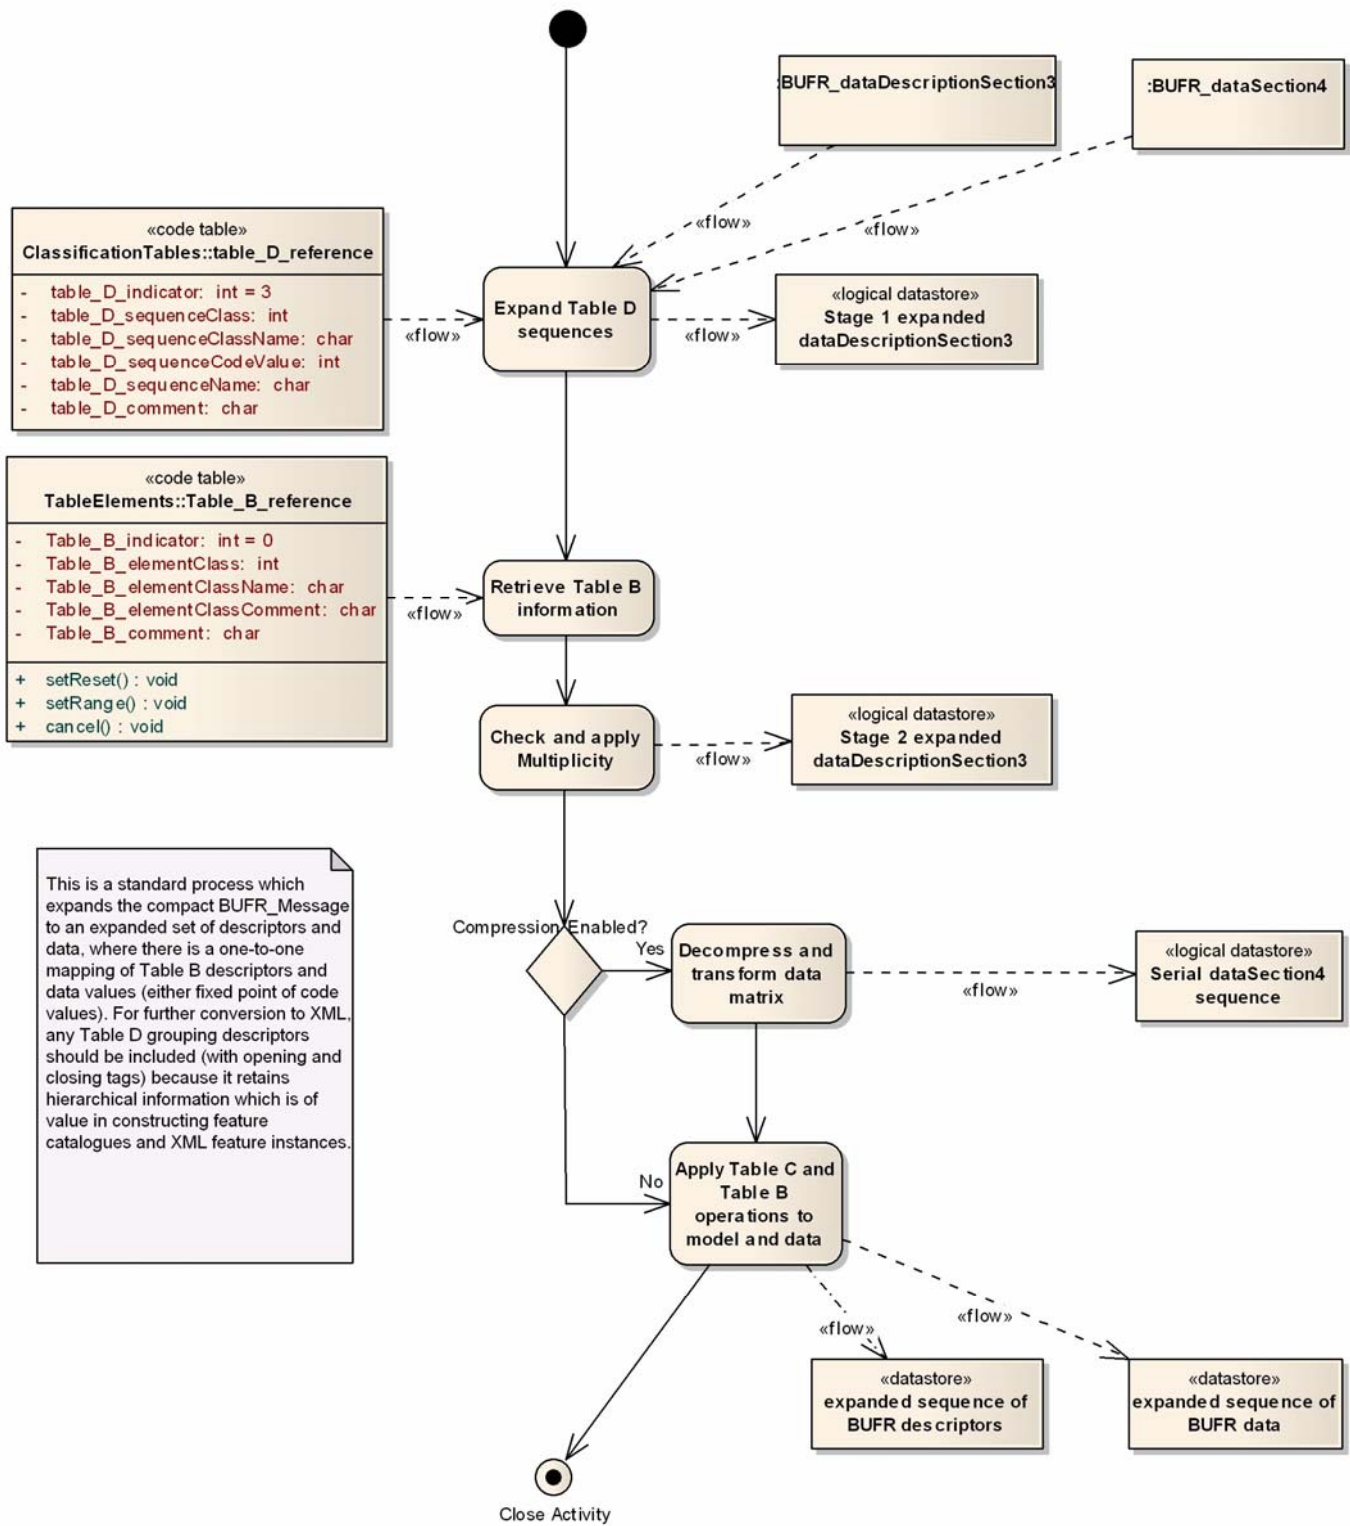 :BUFR_dataDescriptionSection3
:BUFR_dataSection4
«flow»
«flow»
«code table»
ClassificationTables::table_D_reference
- table_D_indicator: int = 3
- table_D_sequenceClass: int
- table_D_sequenceClassName: char
- table_D_sequenceCodeValue: int
- table_D_sequenceName: char
- table_D_comment: char
«flow»
Expand Table D
sequences
«flow»
«logical datastore»
Stage 1 expanded
dataDescriptionSection3
«code table»
TableElements::Table_B_reference
- Table_B_indicator: int = 0
- Table_B_elementClass: int
- Table_B_elementClassName: char
- Table_B_elementClassComment: char
- Table_B_comment: char
+ setReset() : void
+ setRange() : void
+ cancel() : void
«flow»
Retrieve Table B
information
Check and apply
Multiplicity
«flow»
«logical datastore»
Stage 2 expanded
dataDescriptionSection3
This is a standard process which
expands the compact BUFR_Message
to an expanded set of descriptors and
data, where there is a one-to-one
mapping of Table B descriptors and
data values (either fixed point of code
values). For further conversion to XML,
any Table D grouping descriptors
should be included (with opening and
closing tags) because it retains
hierarchical information which is of
value in constructing feature
catalogues and XML feature instances.
Compression Enabled?
Yes
Decompress and
transform data
matrix
«flow»
«logical datastore»
Serial dataSection4
sequence
No
Apply Table C and
Table B
operations to
model and data
«flow»
«flow»
«datastore»
expanded sequence of
BUFR descriptors
«datastore»
expanded sequence of
BUFR data
Close Activity